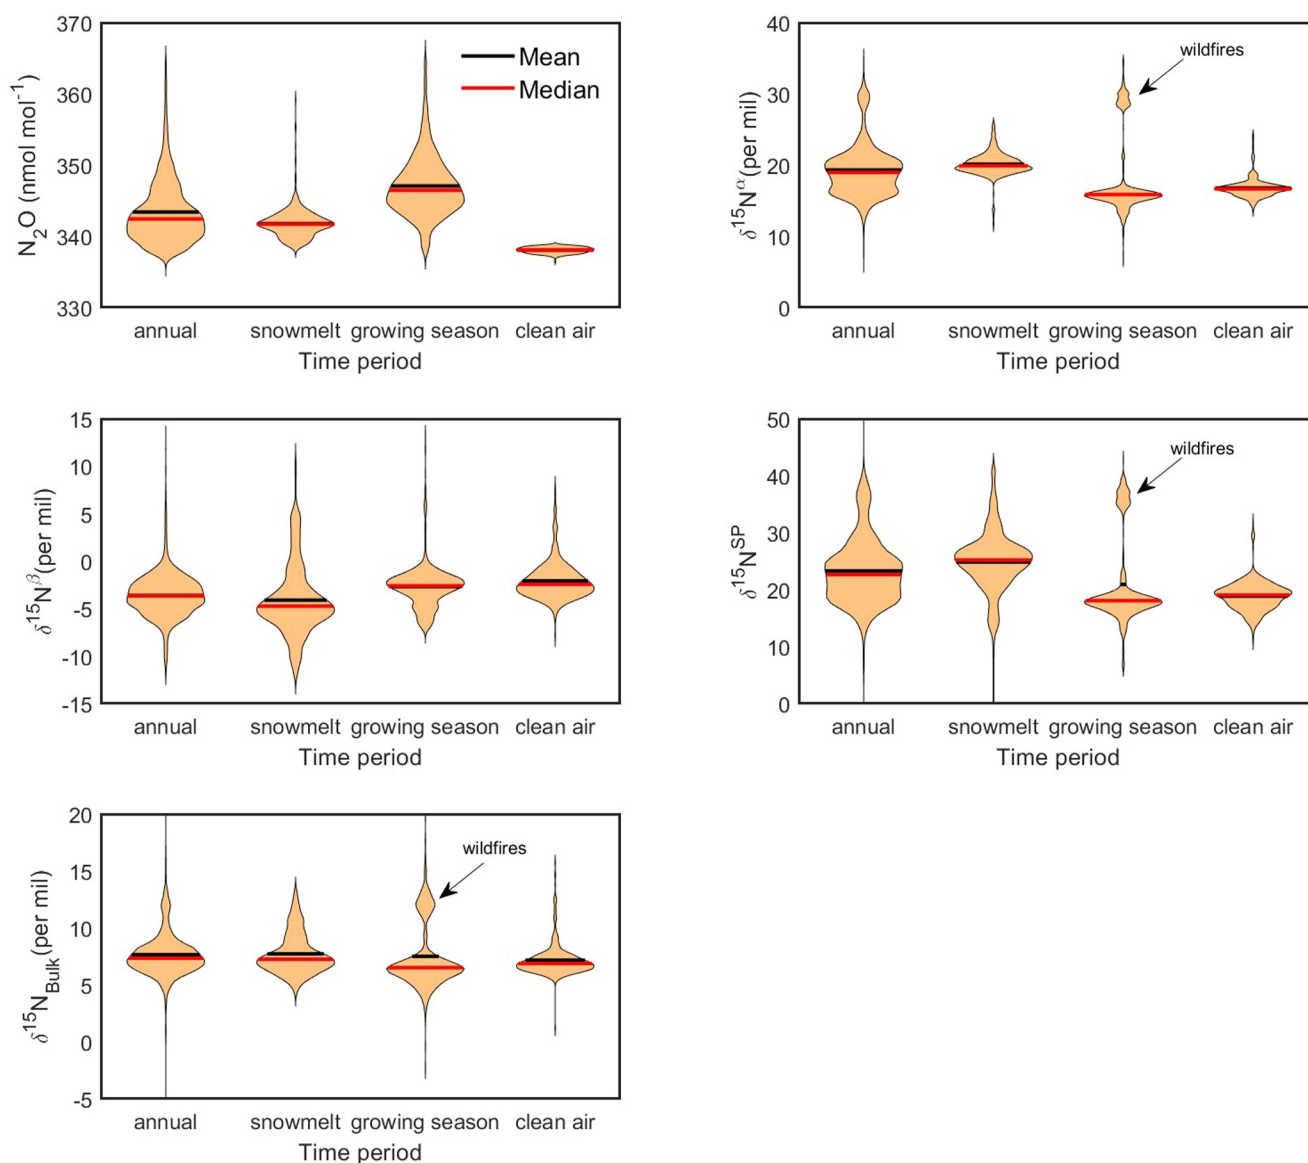 370
360
350
340
330
N₂O (nmol mol⁻¹)
Mean
Median
annual snowmelt growing season clean air
Time period
40
30
20
10
0
δ¹⁵Nᵅ(per mil)
wildfires
annual snowmelt growing season clean air
Time period
15
10
5
0
-5
-10
-15
δ¹⁵Nᵝ(per mil)
annual snowmelt growing season clean air
Time period
50
40
30
20
10
0
δ¹⁵Nˢᴾ
wildfires
annual snowmelt growing season clean air
Time period
20
15
10
5
0
-5
δ¹⁵N_Bulk(per mil)
wildfires
annual snowmelt growing season clean air
Time period